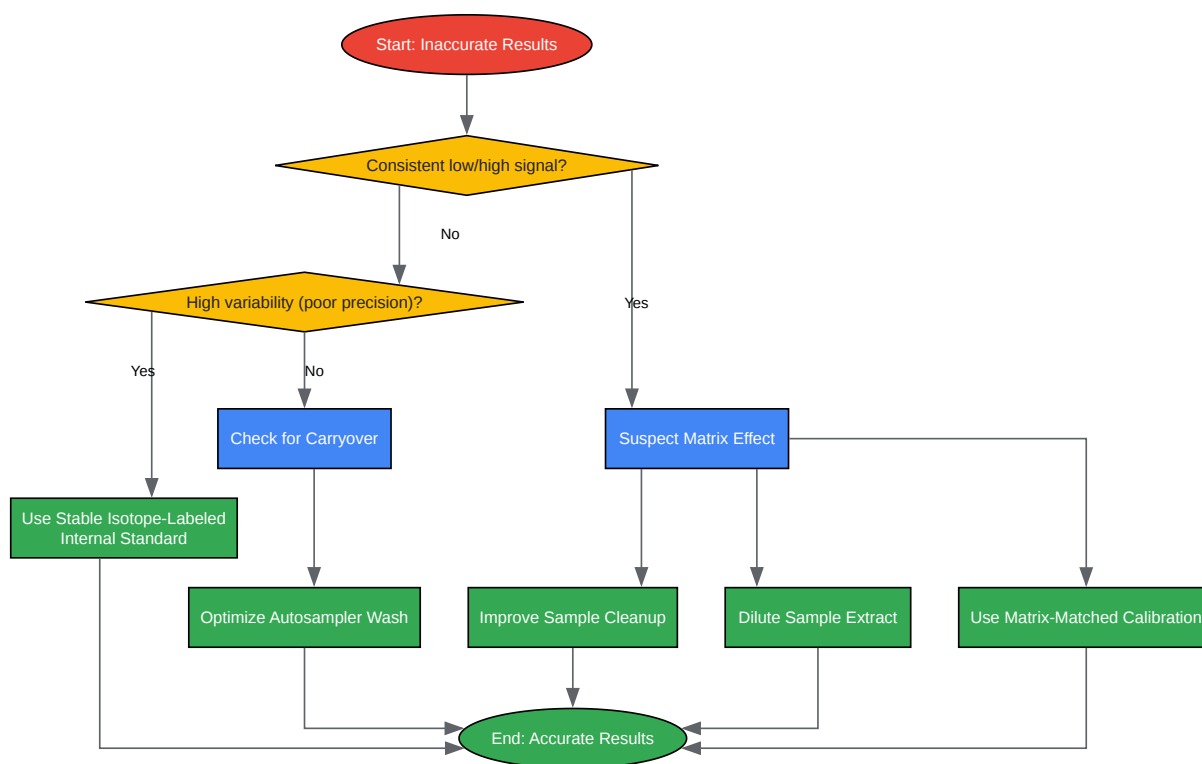 Start: Inaccurate Results
Consistent low/high signal?
No
High variability (poor precision)?
Yes
Yes
No
Check for Carryover
Suspect Matrix Effect
Use Stable Isotope-Labeled
Internal Standard
Optimize Autosampler Wash
Improve Sample Cleanup
Dilute Sample Extract
Use Matrix-Matched Calibration
End: Accurate Results